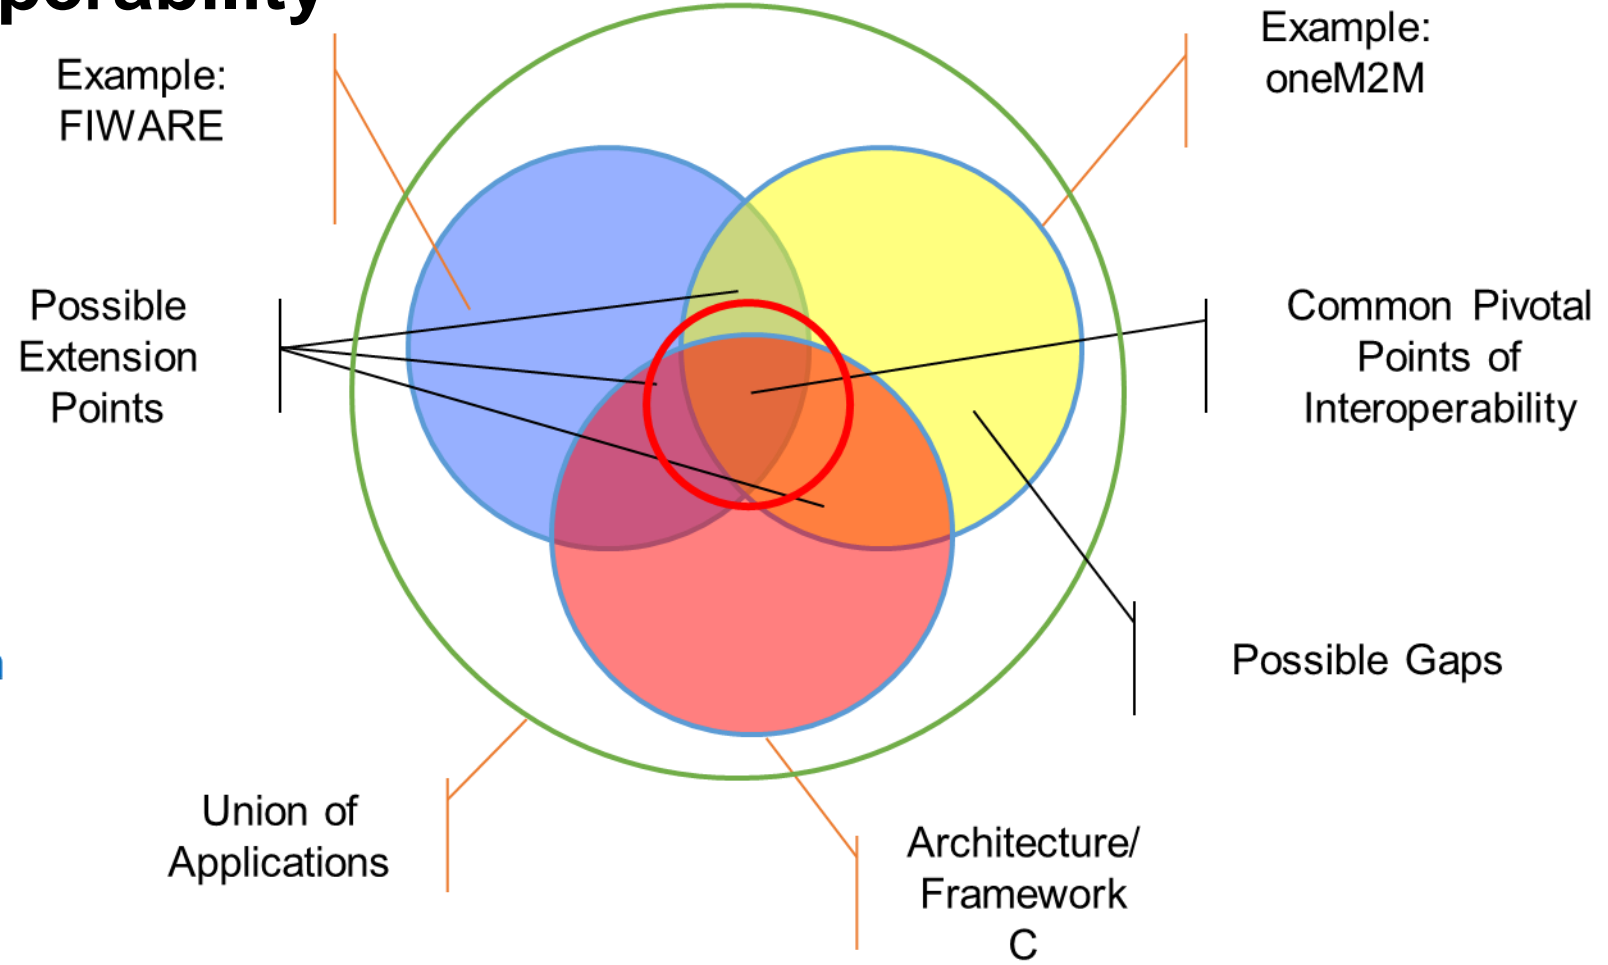 perability
Example:
FIWARE
Example:
oneM2M
Possible
Extension
Points
Common Pivotal
Points of
Interoperability
Possible Gaps
Union of
Applications
Architecture/
Framework
C